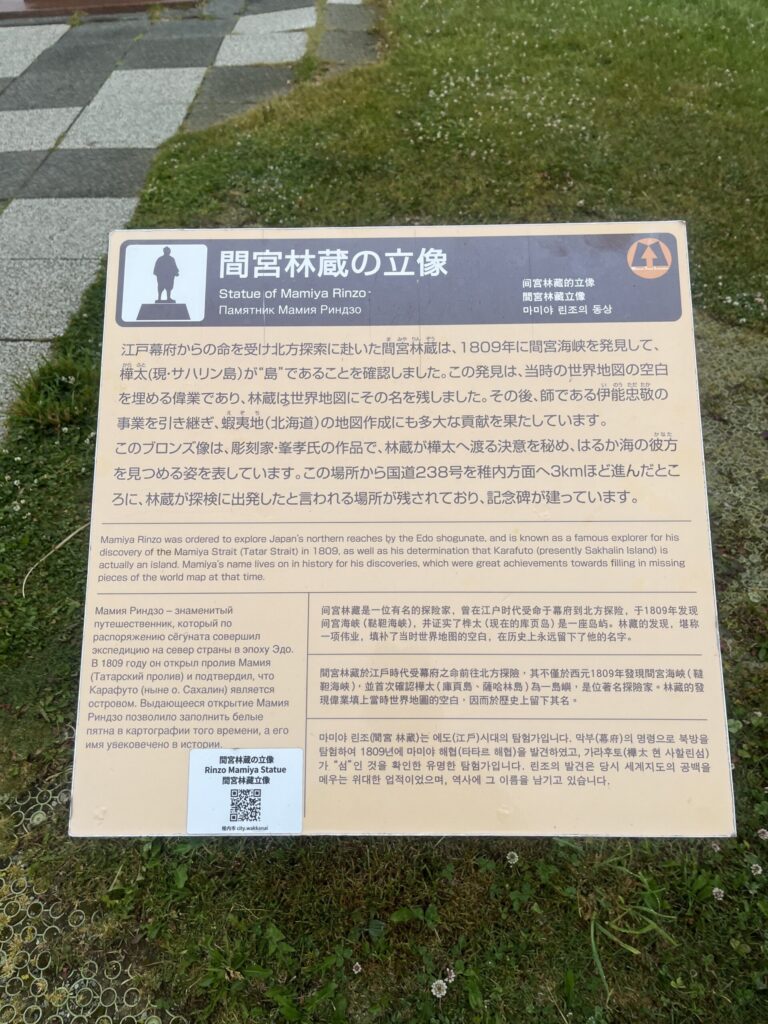 間宮林蔵の立像
Statue of Mamiya Rinzo
Памятник Мамия Риндзо
间宫林藏的立像
間宮林藏立像
마미야 린조의 동상
江戸幕府からの命を受け北方探索に赴いた間宮林蔵は、1809年に間宮海峡を発見して、
樺太(現・サハリン島)が“島”であることを確認しました。この発見は、当時の世界地図の空白
を埋める偉業であり、林蔵は世界地図にその名を残しました。その後、師である伊能忠敬の
事業を引き継ぎ、蝦夷地(北海道)の地図作成にも多大な貢献を果たしています。
このブロンズ像は、彫刻家・峯孝氏の作品で、林蔵が樺太へ渡る決意を秘め、はるか海の彼方
を見つめる姿を表しています。この場所から国道238号を稚内方面へ3kmほど進んだとこ
ろに、林蔵が探検に出発したと言われる場所が残されており、記念碑が建っています。
Mamiya Rinzo was ordered to explore Japan's northern reaches by the Edo shogunate, and is known as a famous explorer for his
discovery of the Mamiya Strait (Tatar Strait) in 1809, as well as his determination that Karafuto (presently Sakhalin Island) is
actually an island. Mamiya's name lives on in history for his discoveries, which were great achievements towards filling in missing
pieces of the world map at that time.
Мамия Риндзо – знаменитый
путешественник, который по
распоряжению сёгуната совершил
экспедицию на север страны в эпоху Эдо.
В 1809 году он открыл пролив Мамия
(Татарский пролив) и подтвердил, что
Карафуто (ныне о. Сахалин) является
островом. Выдающееся открытие Мамия
Риндзо позволило заполнить белые
пятна в картографии того времени, а его
имя увековечено в истории.
间宫林藏是一位有名的探险家，曾在江户时代受命于幕府到北方探险，于1809年发现
间宫海峡（鞑靼海峡），并证实了桦太（现在的库页岛）是一座岛屿。林藏的发现，堪称
一项伟业，填补了当时世界地图的空白，在历史上永远留下了他的名字。
間宮林藏於江戶時代受幕府之命前往北方探險，其不僅於西元1809年發現間宮海峽（韃
靼海峽），並首次確認樺太（庫頁島、薩哈林島）為一島嶼，是位著名探險家。林藏的發
現偉業填上當時世界地圖的空白，因而於歷史上留下其名。
마미야 린조(間宮 林蔵)는 에도(江戸)시대의 탐험가입니다. 막부(幕府)의 명령으로 북방을
탐험하여 1809년에 마미야 해협(타타르 해협)을 발견하였고, 가라후토(樺太 현 사할린섬)
가 “섬”인 것을 확인한 유명한 탐험가입니다. 린조의 발견은 당시 세계지도의 공백을
메우는 위대한 업적이었으며, 역사에 그 이름을 남기고 있습니다.
間宮林蔵の立像
Rinzo Mamiya Statue
間宮林藏立像
稚内市 city.wakkanai